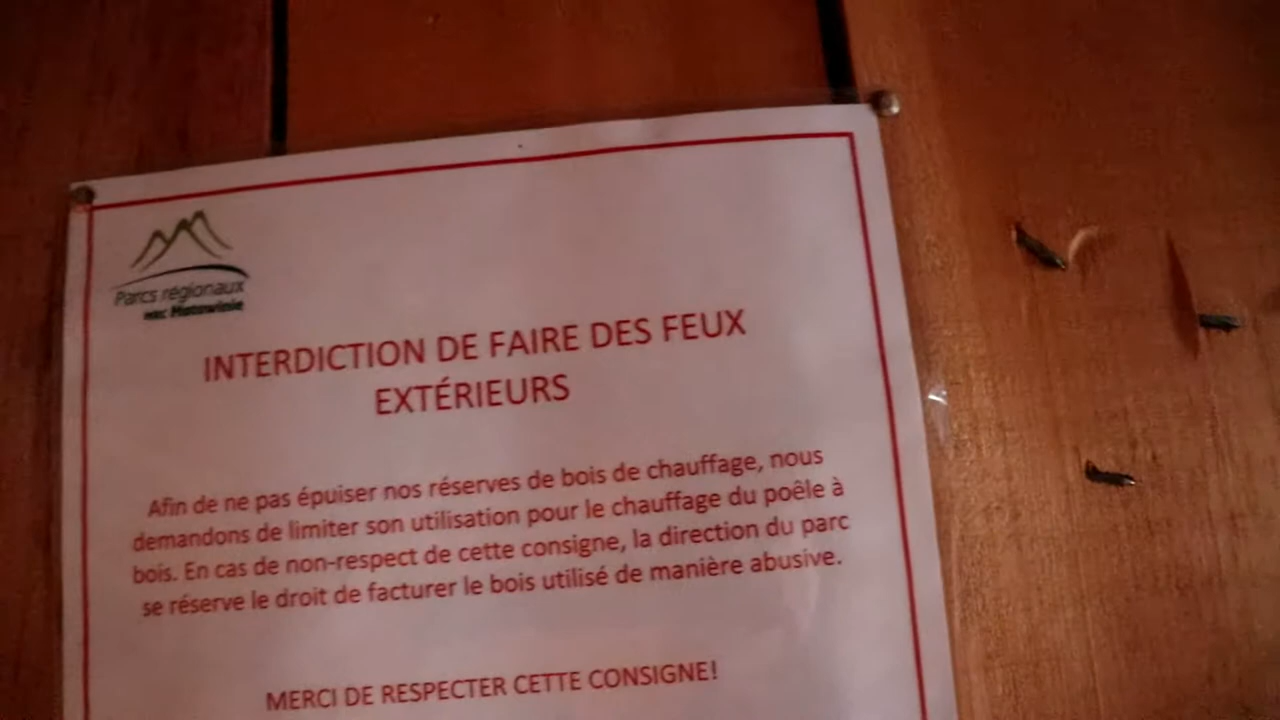 Parcs régionaux
MRC Matawinie
INTERDICTION DE FAIRE DES FEUX
EXTÉRIEURS
Afin de ne pas épuiser nos réserves de bois de chauffage, nous
demandons de limiter son utilisation pour le chauffage du poêle à
bois. En cas de non-respect de cette consigne, la direction du parc
se réserve le droit de facturer le bois utilisé de manière abusive.
MERCI DE RESPECTER CETTE CONSIGNE!